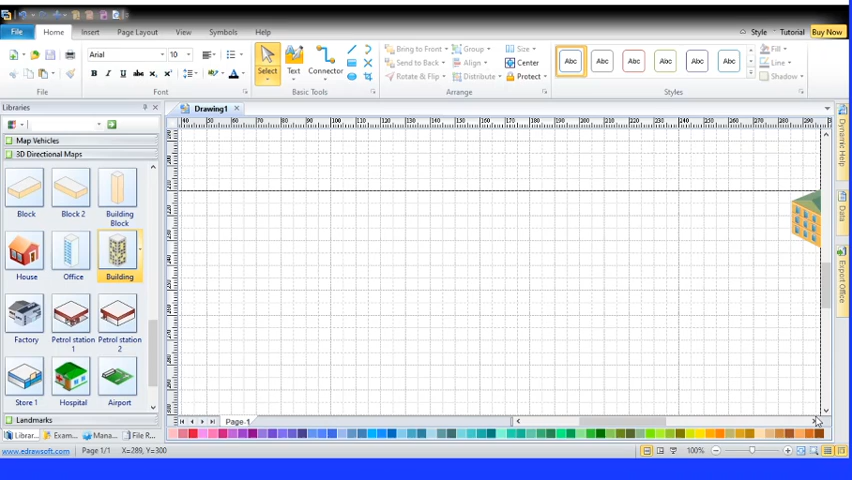 File Home Insert Page Layout View Symbols Help Style Tutorial Buy Now
Arial 10 Bring to Front Group Size Fill
Select Text Connector Send to Back Align Center Abc Abc Abc Abc Abc Abc Line
Rotate & Flip Distribute Protect Shadow
File Font Basic Tools Arrange Styles
Libraries Drawing1
Map Vehicles
3D Directional Maps
Block Block 2 Building Block
House Office Building
Factory Petrol station 1 Petrol station 2
Store 1 Hospital Airport
Landmarks
Page-1
Librar... Exam... Mana... File R...
www.edrawsoft.com Page 1/1 X=289, Y=300 100%
Dynamic Help
Data
Export Office